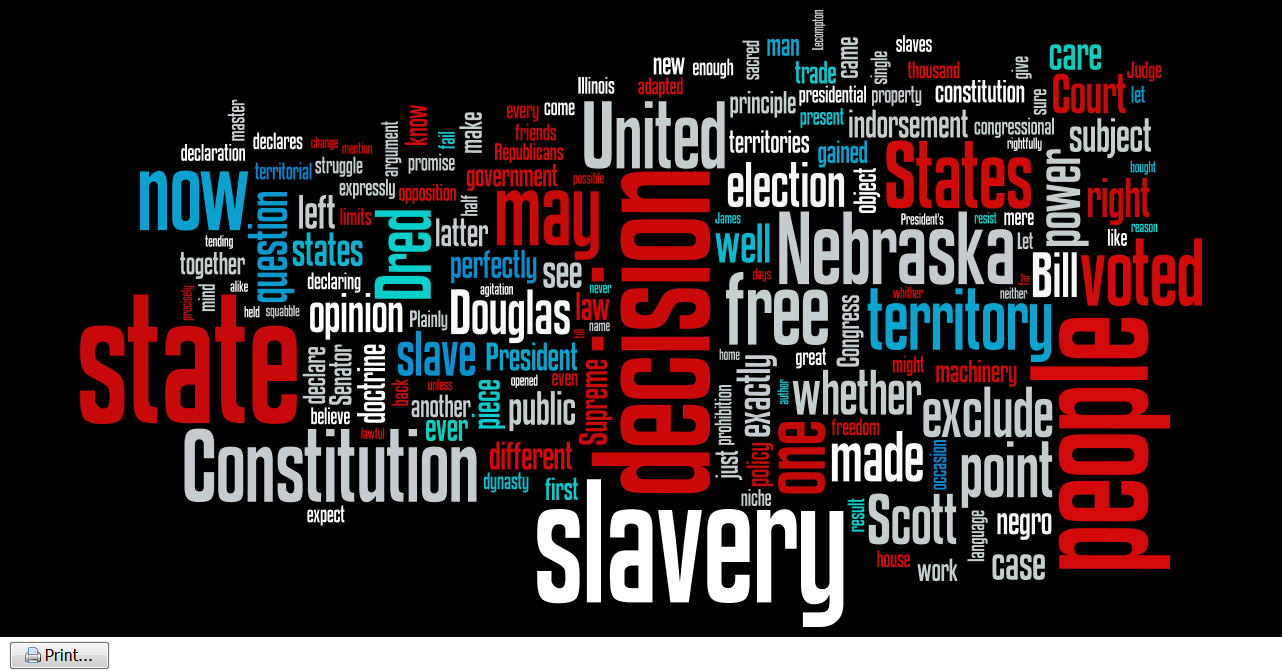 Lecompton
man
sacred
came
slaves
new
enough
trade
single
thousand
give
care
Judge
Illinois
adapted
presidential
property
constitution
sure
Court
let
master
know
every
come
United
principle
present
indorsement
congressional
subject
declaration
declares
change
mention
argument
fail
make
friends
Republicans
territories
gained
rightfully
now
territorial
struggle
promise
government
possible
election
object
States
power
bought
right
expressly
opposition
half
may
question
left
limits
Dred
latter
James
President's
resist
mere
reason
tending
states
well
Nebraska
Let
like
together
perfectly
see
decision
days
far
Bill
voted
precisely
mind
alike
declaring
agitation
never
whither
neither
held
squabble
opinion
Plainly
Douglas
law
name
free
Congress
territory
people
state
declare
Senator
doctrine
slave
President
Supreme
home
great
might
machinery
back
unless
opened
even
exactly
author
whether
exclude
believe
another
piece
public
prohibition
lawful
ever
one
freedom
made
Constitution
different
just
policy
occasion
point
dynasty
first
niche
expect
slavery
result
Scott
language
negro
house
work
case
Print...